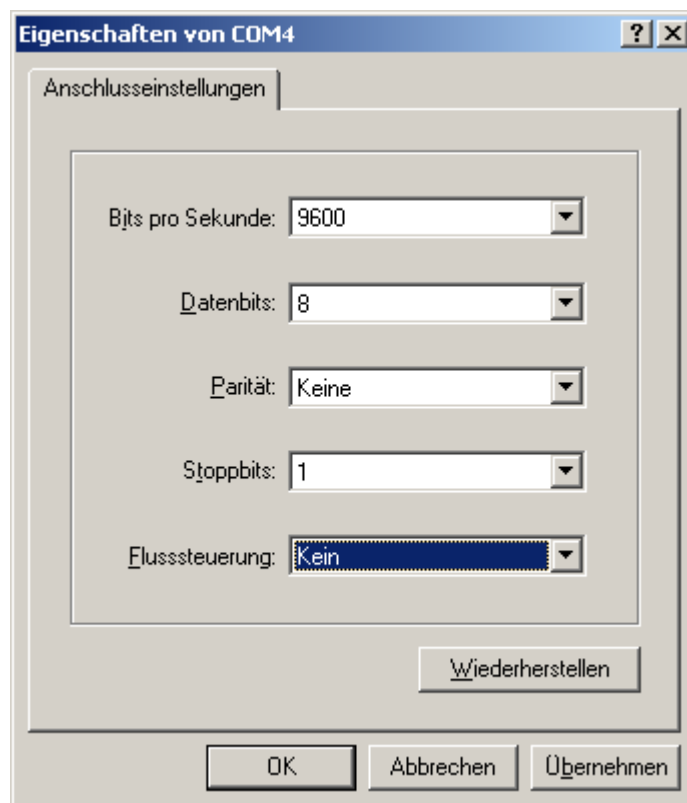 Eigenschaften von COM4
Anschlusseinstellungen
Bits pro Sekunde: 9600
Datenbits: 8
Parität: Keine
Stoppbits: 1
Flusssteuerung: Kein
Wiederherstellen
OK Abbrechen Übernehmen